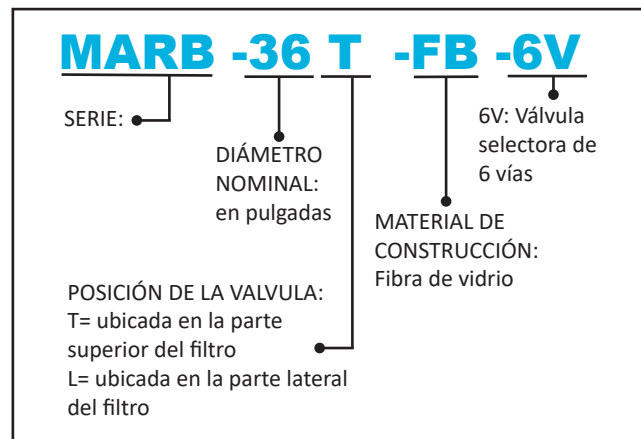 MARB -36 T -FB -6V
SERIE:
DIÁMETRO
NOMINAL:
en pulgadas
6V: Válvula
selectora de
6 vías
MATERIAL DE
CONSTRUCCIÓN:
Fibra de vidrio
POSICIÓN DE LA VALVULA:
T= ubicada en la parte
superior del filtro
L= ubicada en la parte lateral
del filtro